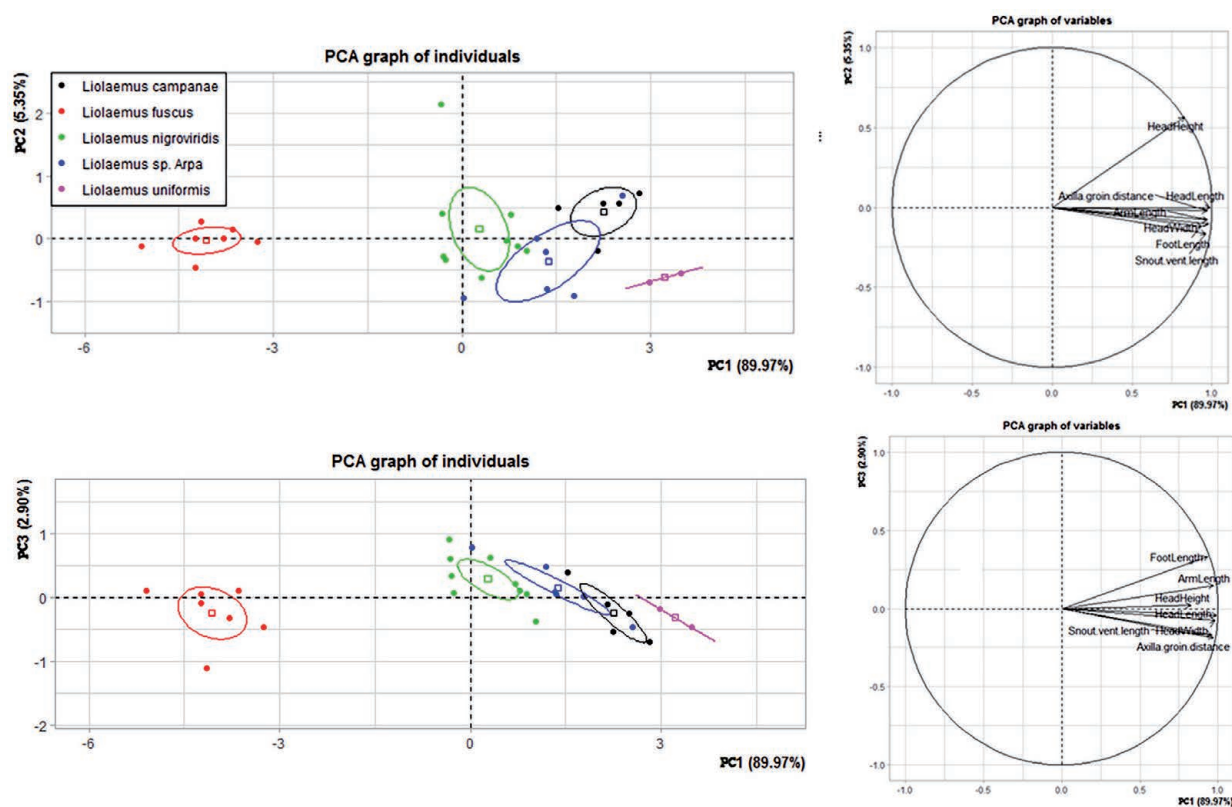 PCA graph of individuals
PC2 (5.35%)
Liolaemus campanae
Liolaemus fuscus
Liolaemus nigroviridis
Liolaemus sp. Arpa
Liolaemus uniformis
2
1
0
-1
-6
-3
0
3
PC1 (89.97%)
PCA graph of variables
PC2 (5.35%)
1.0
0.5
0.0
-0.5
-1.0
HeadHeight
Axilla.groin.distance
HeadLength
ArmLength
HeadWidth
FootLength
Snout.vent.length
-1.0
-0.5
0.0
0.5
1.0
PC1 (89.97%)
...
PCA graph of individuals
PC3 (2.90%)
1
0
-1
-2
-6
-3
0
3
PC1 (89.97%)
PCA graph of variables
PC3 (2.90%)
1.0
0.5
0.0
-0.5
-1.0
FootLength
ArmLength
HeadHeight
HeadLength
Snout.vent.length
HeadWidth
Axilla.groin.distance
-1.0
-0.5
0.0
0.5
1.0
PC1 (89.97%)